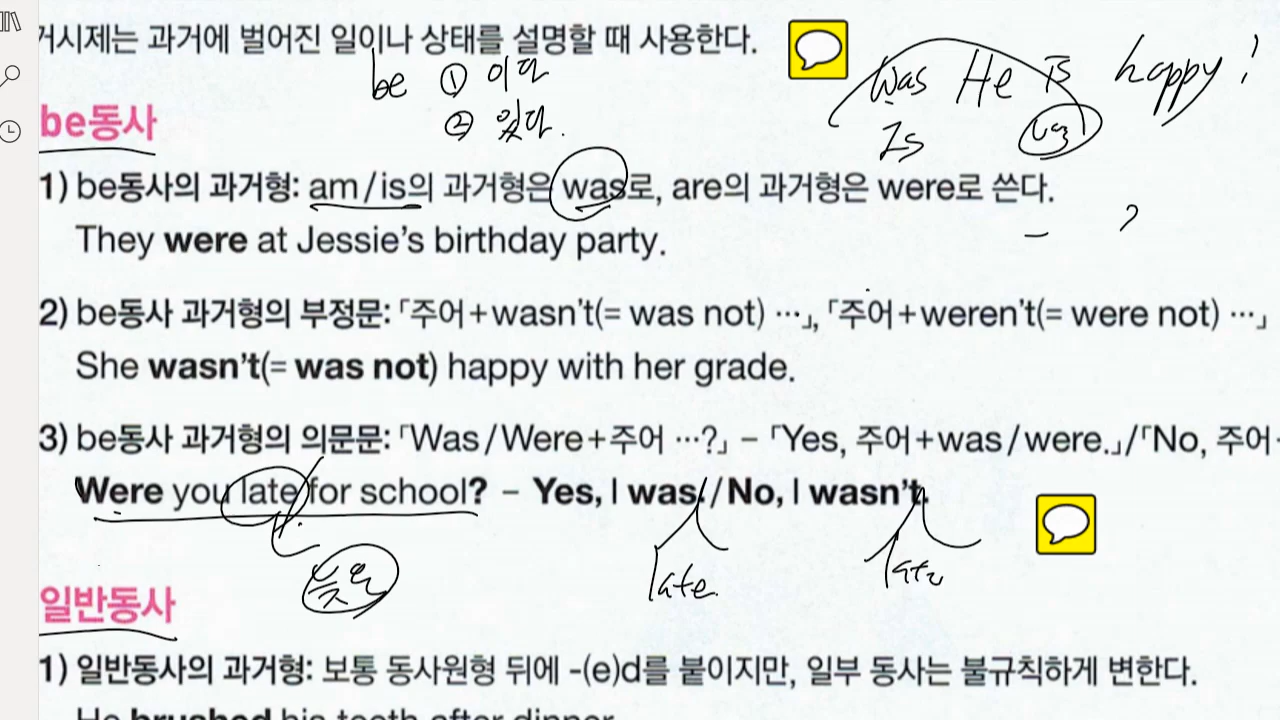 거시제는 과거에 벌어진 일이나 상태를 설명할 때 사용한다.
be ① 이다
② 있다.
Was He is happy?
Is was
be동사
1) be동사의 과거형: am/is의 과거형은 was로, are의 과거형은 were로 쓴다.
They were at Jessie's birthday party.
2) be동사 과거형의 부정문: 「주어+wasn't(= was not) ···」, 「주어+weren't(= were not) ···」
She wasn't(= was not) happy with her grade.
3) be동사 과거형의 의문문: 「Was/Were+주어 ···?」 – 「Yes, 주어+was/were.」/「No, 주어
Were you late for school? – Yes, I was. / No, I wasn't.
늦은 late. late
일반동사
1) 일반동사의 과거형: 보통 동사원형 뒤에 -(e)d를 붙이지만, 일부 동사는 불규칙하게 변한다.
He brushed his teeth after dinner.